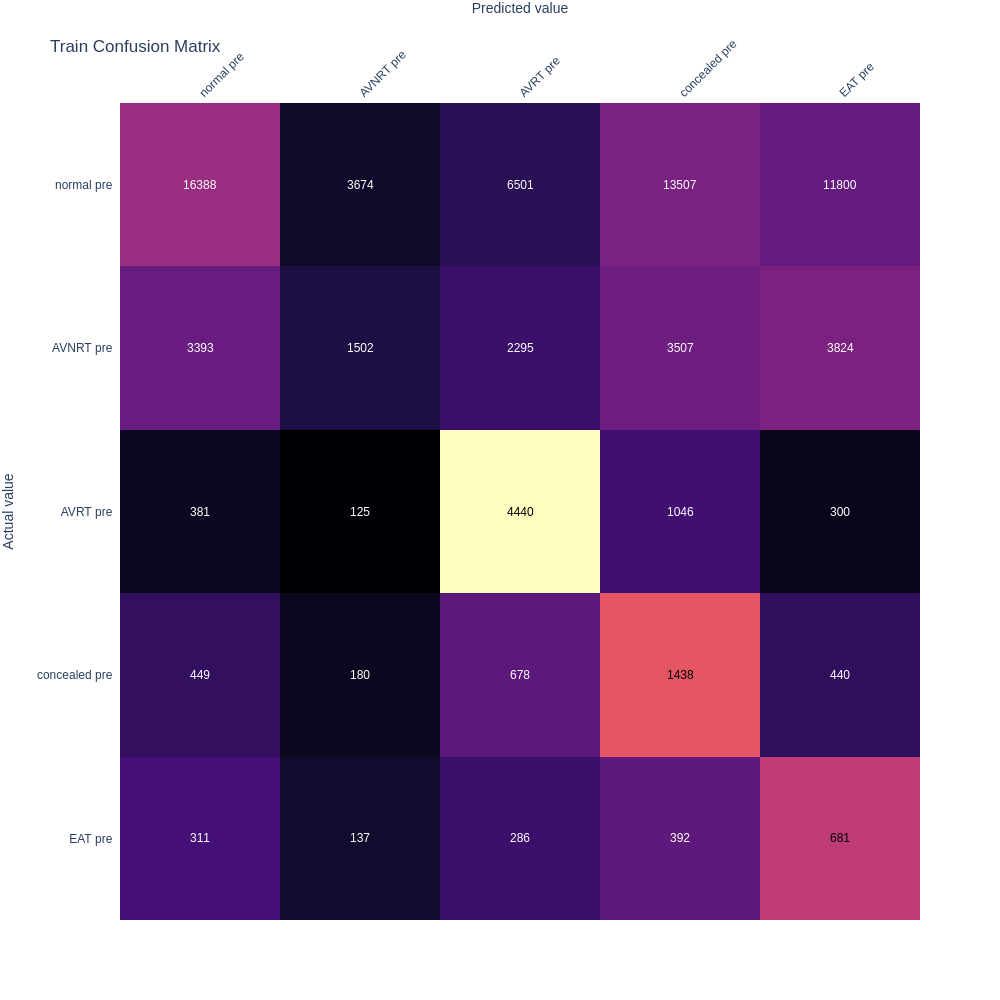 Predicted value
Train Confusion Matrix
normal pre AVNRT pre AVRT pre concealed pre EAT pre
normal pre 16388 3674 6501 13507 11800
AVNRT pre 3393 1502 2295 3507 3824
Actual value
AVRT pre 381 125 4440 1046 300
concealed pre 449 180 678 1438 440
EAT pre 311 137 286 392 681